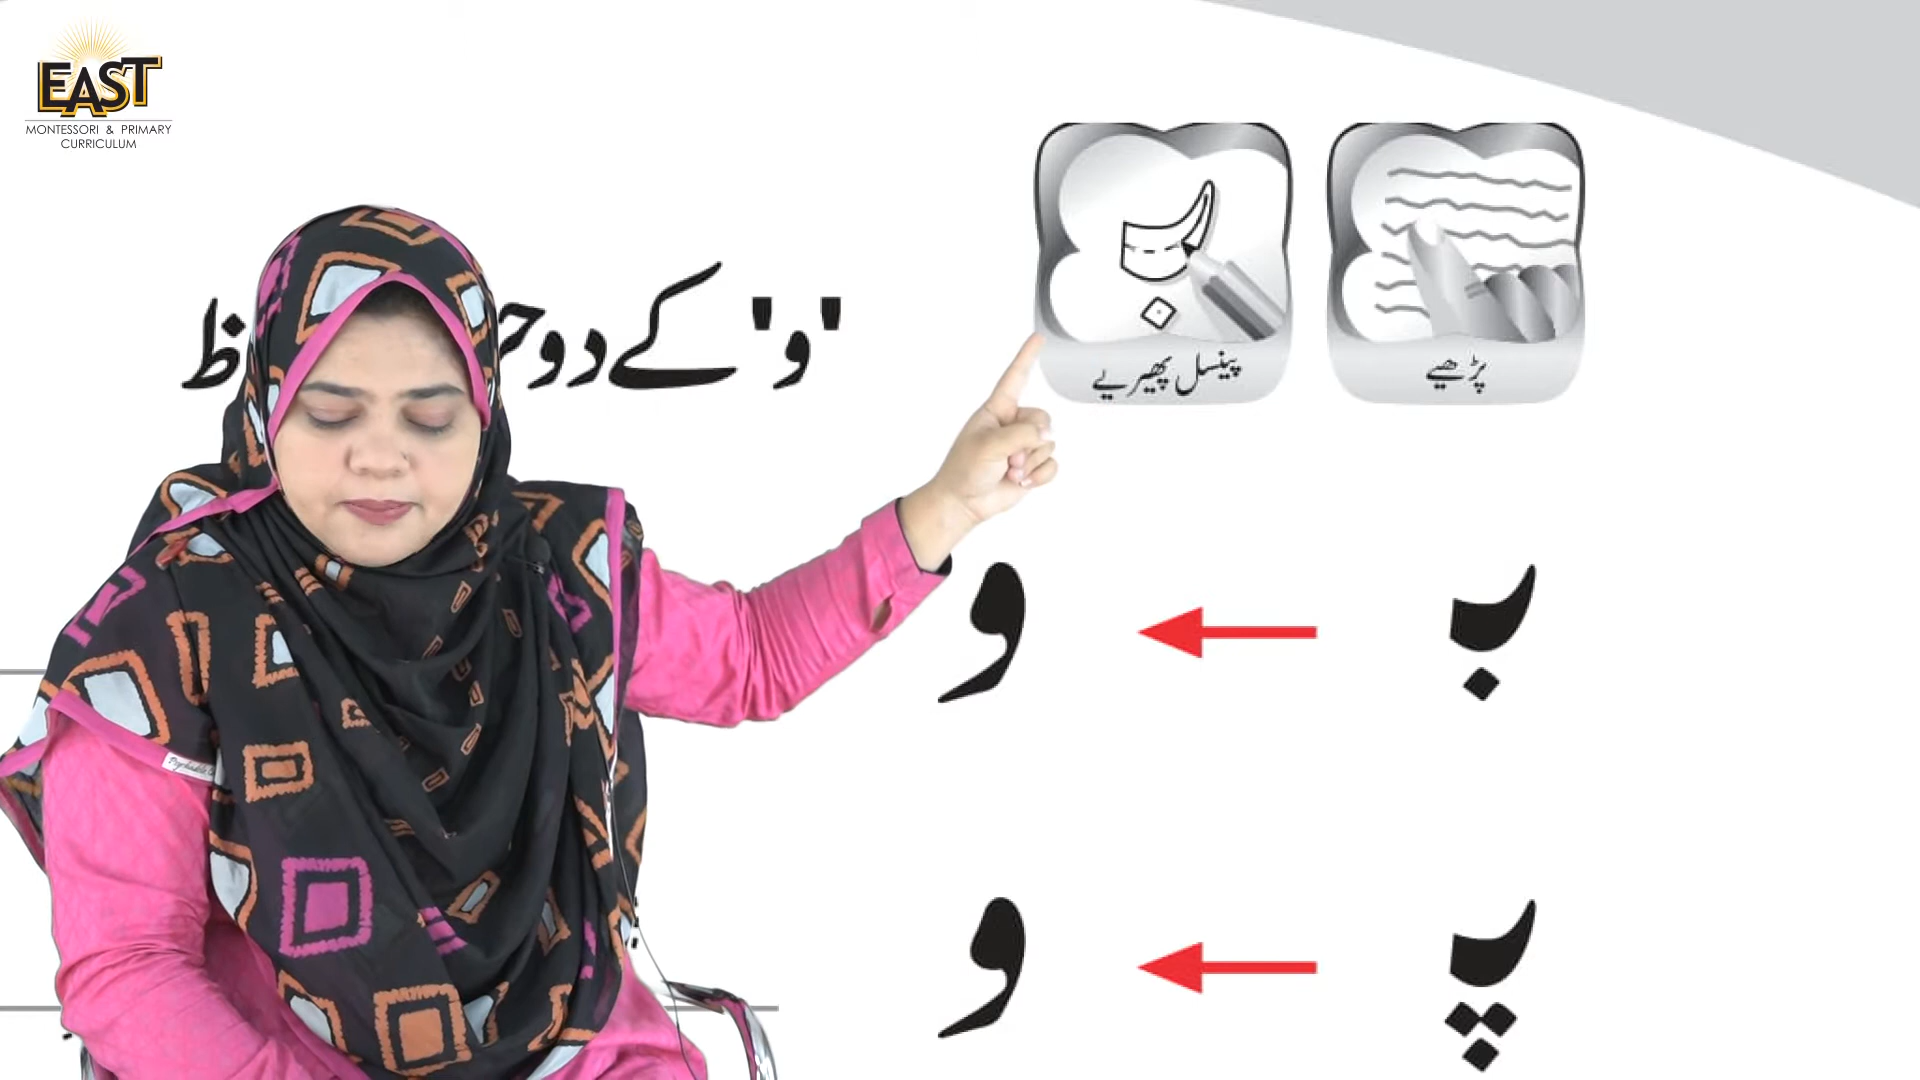 EAST
MONTESSORI & PRIMARY
CURRICULUM
'و' کے دو
پڑھیے
پینسل پھیریے
ب و
پ و